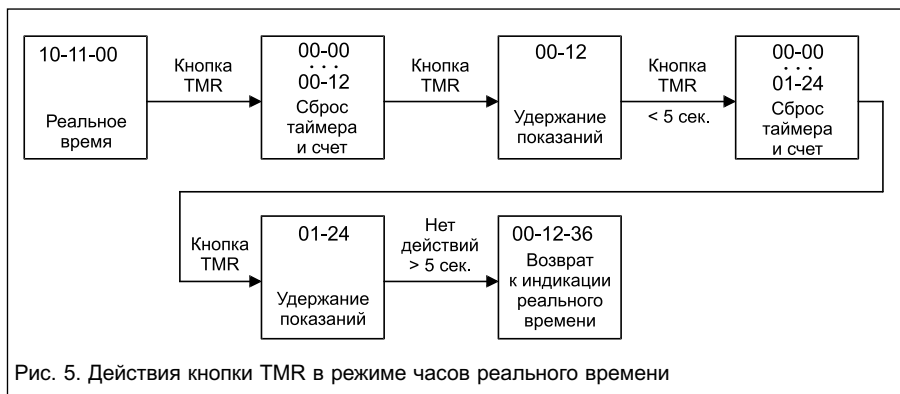 10-11-00
Реальное
время
Кнопка
TMR
00-00
...
00-12
Сброс
таймера
и счет
Кнопка
TMR
00-12
Удержание
показаний
Кнопка
TMR
< 5 сек.
00-00
...
01-24
Сброс
таймера
и счет
Кнопка
TMR
01-24
Удержание
показаний
Нет
действий
> 5 сек.
00-12-36
Возврат
к индикации
реального
времени
Рис. 5. Действия кнопки TMR в режиме часов реального времени